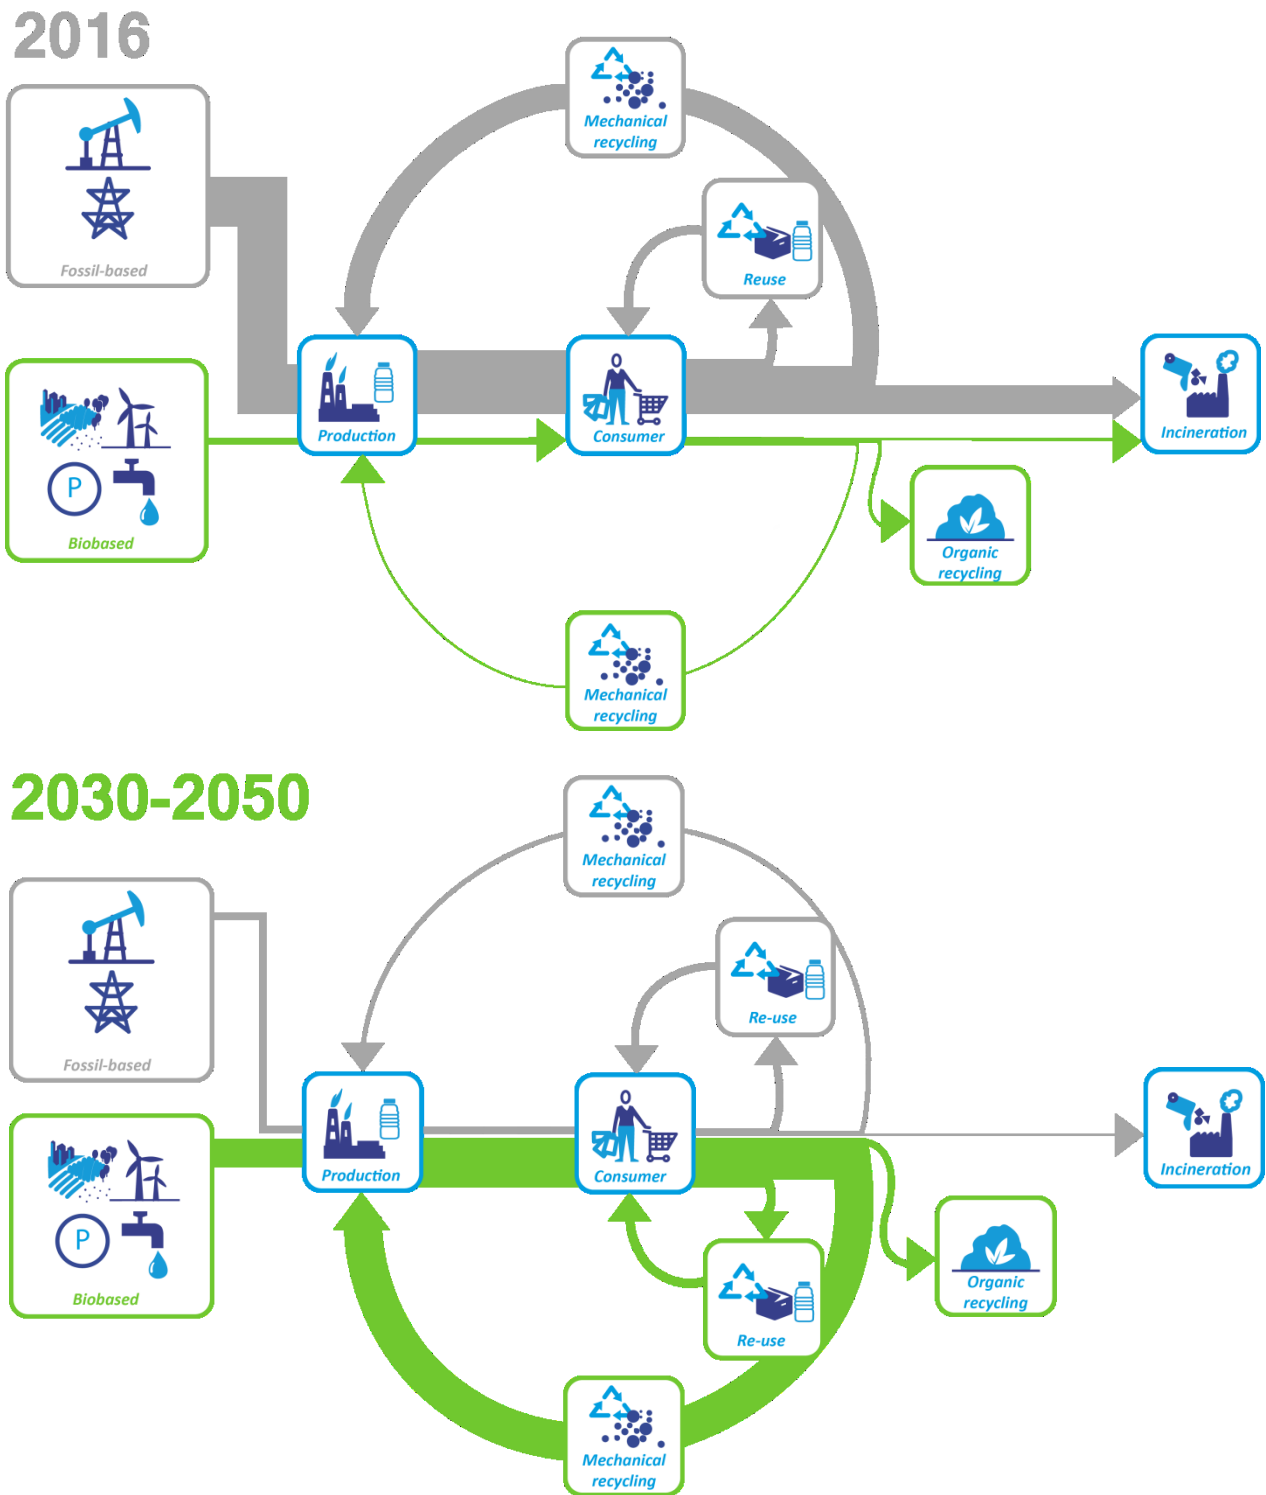 2016
Mechanical
recycling
Reuse
Fossil-based
Production
Consumer
Incineration
P
Biobased
Organic
recycling
Mechanical
recycling
2030-2050
Mechanical
recycling
Re-use
Fossil-based
Production
Consumer
Incineration
P
Biobased
Organic
recycling
Re-use
Mechanical
recycling